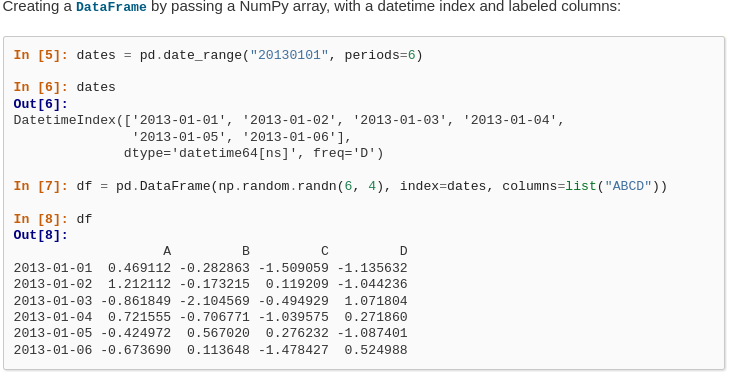 Creating a DataFrame by passing a NumPy array, with a datetime index and labeled columns:
In [5]: dates = pd.date_range("20130101", periods=6)
In [6]: dates
Out[6]:
DatetimeIndex(['2013-01-01', '2013-01-02', '2013-01-03', '2013-01-04',
               '2013-01-05', '2013-01-06'],
              dtype='datetime64[ns]', freq='D')
In [7]: df = pd.DataFrame(np.random.randn(6, 4), index=dates, columns=list("ABCD"))
In [8]: df
Out[8]:
                   A         B         C         D
2013-01-01  0.469112 -0.282863 -1.509059 -1.135632
2013-01-02  1.212112 -0.173215  0.119209 -1.044236
2013-01-03 -0.861849 -2.104569 -0.494929  1.071804
2013-01-04  0.721555 -0.706771 -1.039575  0.271860
2013-01-05 -0.424972  0.567020  0.276232 -1.087401
2013-01-06 -0.673690  0.113648 -1.478427  0.524988